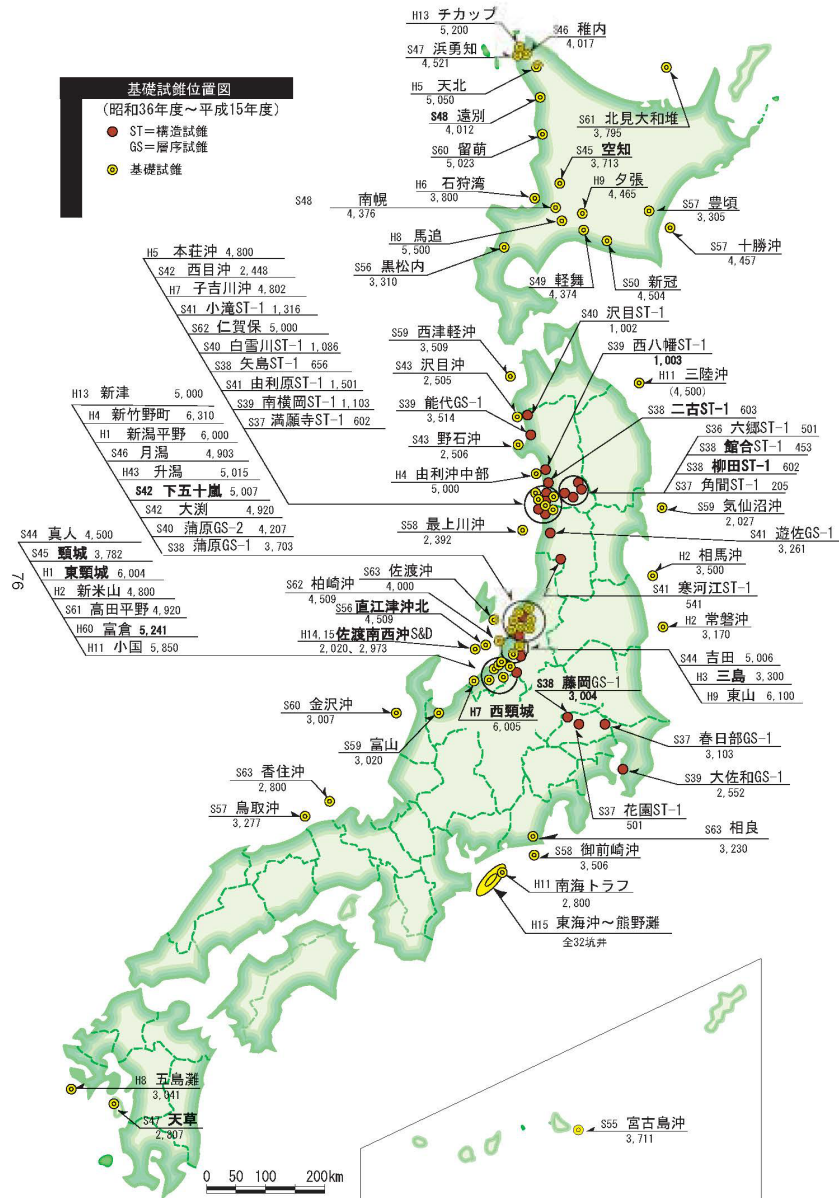 基礎試錐位置図
(昭和36年度～平成15年度)
ST=構造試錐
GS=層序試錐
基礎試錐
H13 チカップ
5,200
S46 稚内
4,017
S47 浜勇知
4,521
H5 天北
5,050
S48 遠別
4,012
S60 留萌
5,023
S61 北見大和堆
3,795
S45 空知
3,713
H9 夕張
4,465
H6 石狩湾
3,800
S48 南幌
4,376
S57 豊頃
3,305
H8 馬追
5,500
S57 十勝沖
4,457
S56 黒松内
3,310
S49 軽舞
4,374
S50 新冠
4,504
H5 本荘沖 4,800
S42 西目沖 2,448
H7 子吉川沖 4,802
S41 小滝ST-1 1,316
S62 仁賀保 5,000
S40 白雪川ST-1 1,086
S38 矢島ST-1 656
S41 由利原ST-1 1,501
S39 南横岡ST-1 1,103
S37 満願寺ST-1 602
S40 沢目ST-1
1,002
S59 西津軽沖
3,509
S39 西八幡ST-1
1,003
S43 沢目沖
2,505
H11 三陸沖
(4,500)
S39 能代GS-1
3,514
S38 二古ST-1 603
S36 六郷ST-1 501
S38 館合ST-1 453
S38 柳田ST-1 602
S37 角間ST-1 205
S43 野石沖
2,506
H4 由利沖中部
5,000
S59 気仙沼沖
2,027
S58 最上川沖
2,392
S41 遊佐GS-1
3,261
H13 新津 5,000
H4 新竹野町 6,310
H1 新潟平野 6,000
S46 月潟 4,903
H43 升潟 5,015
S42 下五十嵐 5,007
S42 大渕 4,920
S40 蒲原GS-2 4,207
S38 蒲原GS-1 3,703
S44 真人 4,500
S45 頸城 3,782
H1 東頸城 6,004
H2 新米山 4,800
S61 高田平野 4,920
H60 富倉 5,241
H11 小国 5,850
H2 相馬沖
3,500
S63 佐渡沖
4,000
S62 柏崎沖
4,509
S56 直江津沖北
4,509
H14,15 佐渡南西沖S&D
2,020、2,973
S41 寒河江ST-1
541
H2 常磐沖
3,170
S44 吉田 5,006
H3 三島 3,300
H9 東山 6,100
S38 藤岡GS-1
3,004
H7 西頸城
6,005
S60 金沢沖
3,007
S59 富山
3,020
S37 春日部GS-1
3,103
S39 大佐和GS-1
2,552
S63 香住沖
2,800
S57 鳥取沖
3,277
S37 花園ST-1
501
S63 相良
3,230
S58 御前崎沖
3,506
H11 南海トラフ
2,800
H15 東海沖～熊野灘
全32坑井
H8 五島灘
3,041
S47 天草
2,807
S55 宮古島沖
3,711
0 50 100 200km
76